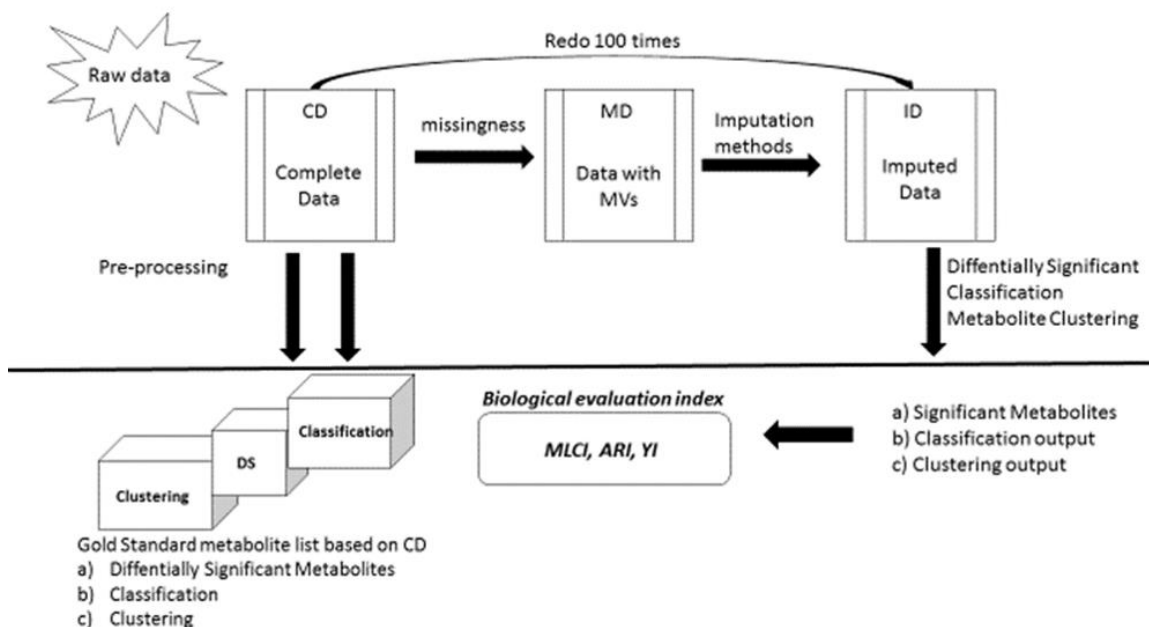 Redo 100 times
Raw data
CD
Complete
Data
missingness
MD
Data with
MVs
Imputation
methods
ID
Imputed
Data
Pre-processing
Diffentially Significant
Classification
Metabolite Clustering
Clustering
DS
Classification
Biological evaluation index
MLCI, ARI, YI
a) Significant Metabolites
b) Classification output
c) Clustering output
Gold Standard metabolite list based on CD
a) Diffentially Significant Metabolites
b) Classification
c) Clustering